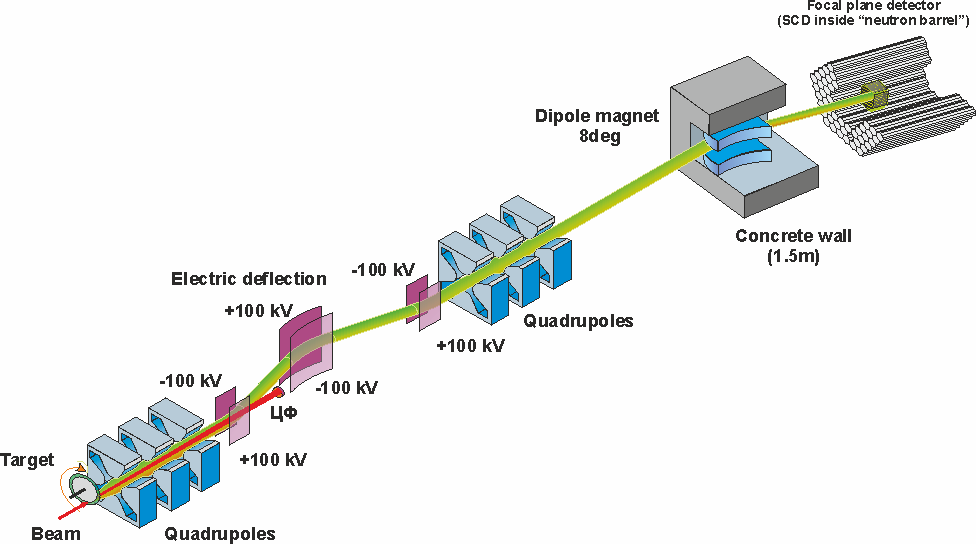 Focal plane detector
(SCD inside “neutron barrel”)
Dipole magnet
8deg
Concrete wall
(1.5m)
-100 kV
Electric deflection
+100 kV
Quadrupoles
+100 kV
-100 kV
-100 kV
ЦФ
+100 kV
Target
Beam
Quadrupoles